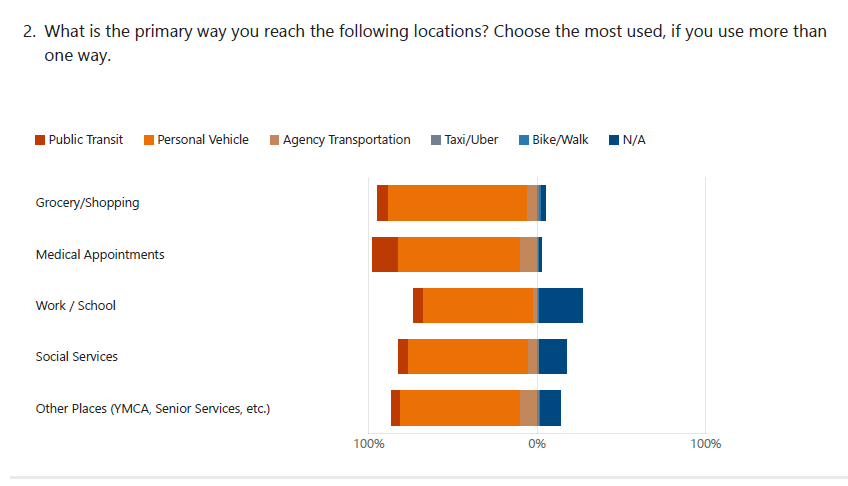 2. What is the primary way you reach the following locations? Choose the most used, if you use more than
one way.
Public Transit Personal Vehicle Agency Transportation Taxi/Uber Bike/Walk N/A
Grocery/Shopping
Medical Appointments
Work / School
Social Services
Other Places (YMCA, Senior Services, etc.)
100% 0% 100%